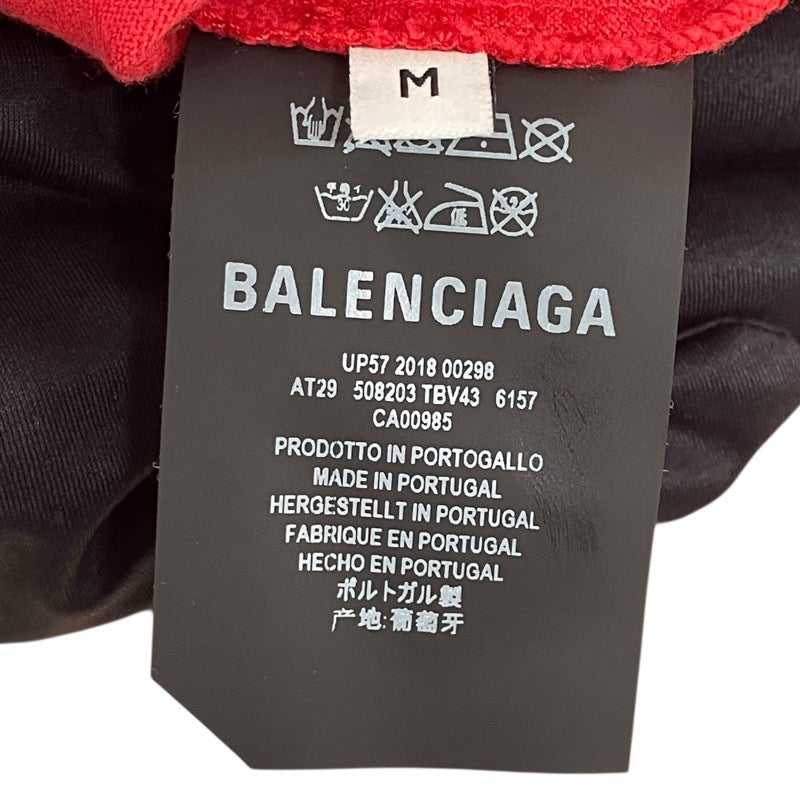 M
30
BALENCIAGA
UP57 2018 00298
AT29 508203 TBV43 6157
CA00985
PRODOTTO IN PORTOGALLO
MADE IN PORTUGAL
HERGESTELLT IN PORTUGAL
FABRIQUE EN PORTUGAL
HECHO EN PORTUGAL
ポルトガル製
产地:葡萄牙